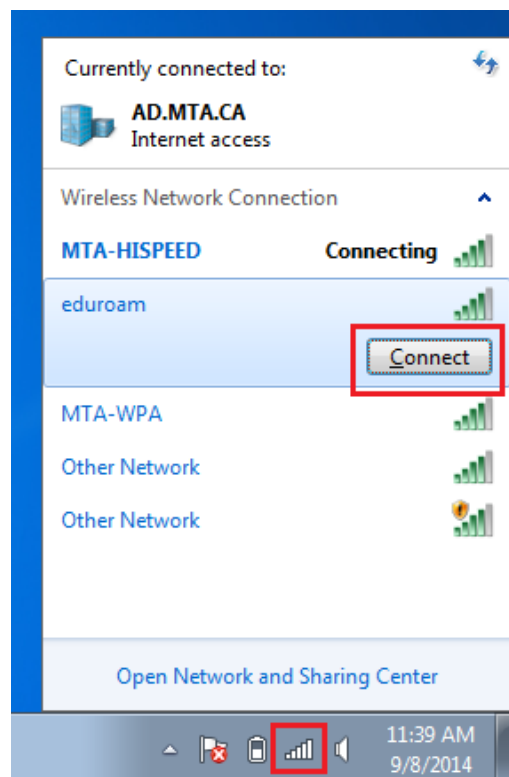 Currently connected to:
AD.MTA.CA
Internet access
Wireless Network Connection
MTA-HISPEED Connecting
eduroam
Connect
MTA-WPA
Other Network
Other Network
Open Network and Sharing Center
11:39 AM
9/8/2014